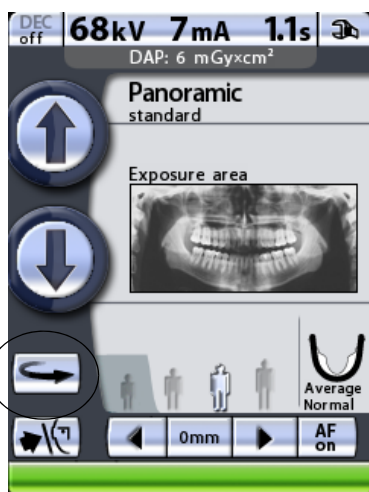 DEC off 68kV 7mA 1.1s
DAP: 6 mGy×cm²
Panoramic
standard
Exposure area
Average
Normal
0mm AF on